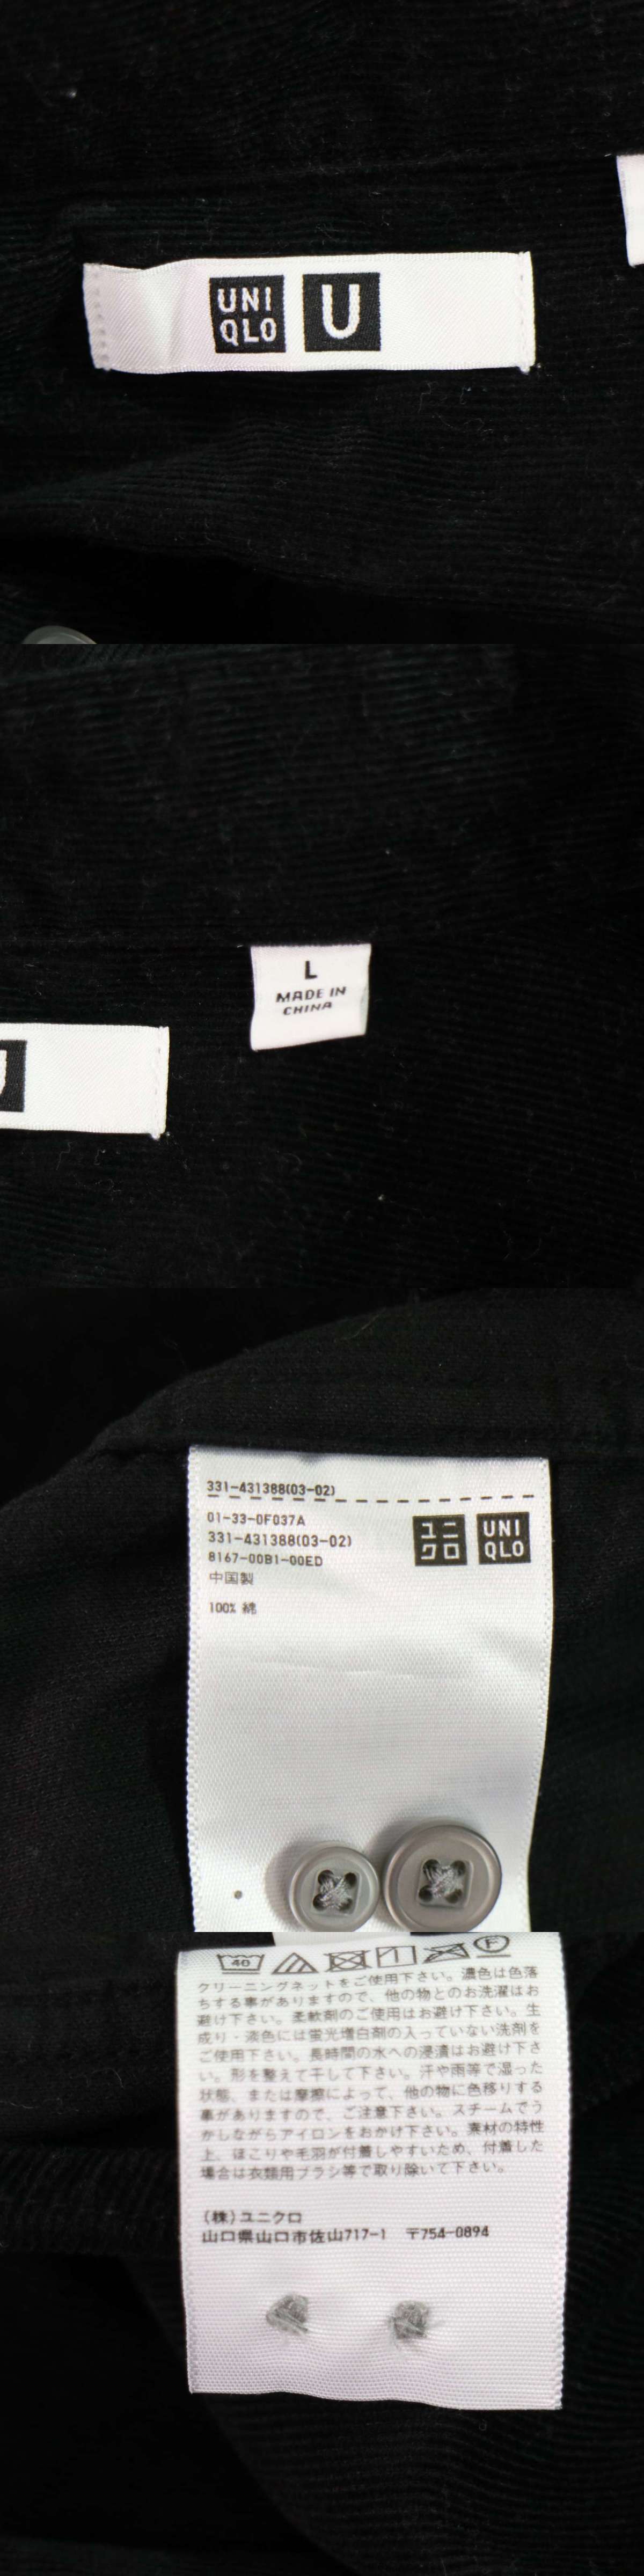 UNI
QLO
U
L
MADE IN
CHINA
331-431388(03-02)
01-33-0F037A
331-431388(03-02)
8167-00B1-00ED
中国製
100% 綿
ユニ
クロ
UNI
QLO
40
F
クリーニングネットをご使用下さい。濃色は色落
ちする事がありますので、他の物とのお洗濯はお
避け下さい。柔軟剤のご使用はお避け下さい。生
成り・淡色には蛍光増白剤の入っていない洗剤を
ご使用下さい。長時間の水への浸漬はお避け下さ
い。形を整えて干して下さい。汗や雨等で湿った
状態、または摩擦によって、他の物に色移りする
事がありますので、ご注意下さい。スチームでう
かしながらアイロンをおかけ下さい。素材の特性
上、ほこりや毛羽が付着しやすいため、付着した
場合は衣類用ブラシ等で取り除いて下さい。
(株)ユニクロ
山口県山口市佐山717-1 〒754-0894